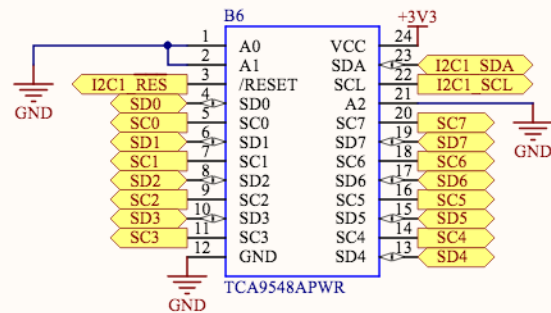 B6
+3V3
1 A0 VCC 24
2 A1 SDA 23 I2C1_SDA
I2C1_RES 3 /RESET SCL 22 I2C1_SCL
SD0 4 SD0 A2 21
SC0 5 SC0 SC7 20 SC7
SD1 6 SD1 SD7 19 SD7
SC1 7 SC1 SC6 18 SC6
SD2 8 SD2 SD6 17 SD6
SC2 9 SC2 SC5 16 SC5
SD3 10 SD3 SD5 15 SD5
SC3 11 SC3 SC4 14 SC4
12 GND SD4 13 SD4
GND
GND
GND
TCA9548APWR